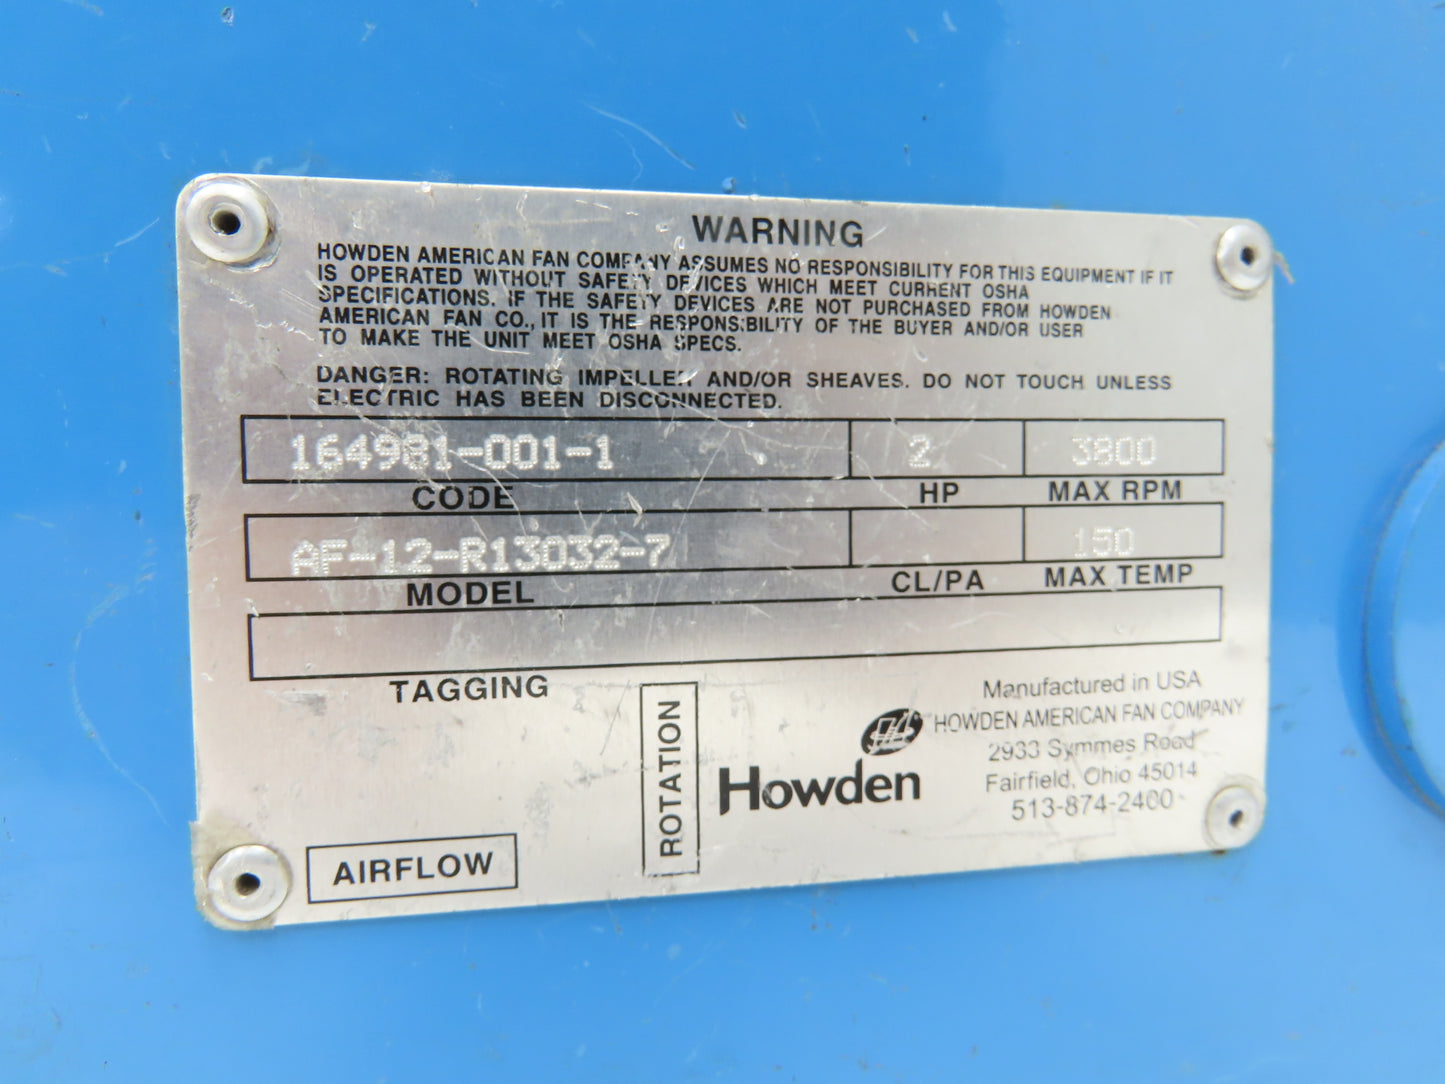 WARNING
HOWDEN AMERICAN FAN COMPANY ASSUMES NO RESPONSIBILITY FOR THIS EQUIPMENT IF IT
IS OPERATED WITHOUT SAFETY DEVICES WHICH MEET CURRENT OSHA
SPECIFICATIONS. IF THE SAFETY DEVICES ARE NOT PURCHASED FROM HOWDEN
AMERICAN FAN CO., IT IS THE RESPONSIBILITY OF THE BUYER AND/OR USER
TO MAKE THE UNIT MEET OSHA SPECS.
DANGER: ROTATING IMPELLER AND/OR SHEAVES. DO NOT TOUCH UNLESS
ELECTRIC HAS BEEN DISCONNECTED.
164981-001-1 2 3800
CODE HP MAX RPM
AF-12-R13032-7 150
MODEL CL/PA MAX TEMP
TAGGING
ROTATION
AIRFLOW
Howden
Manufactured in USA
HOWDEN AMERICAN FAN COMPANY
2933 Symmes Road
Fairfield, Ohio 45014
513-874-2400